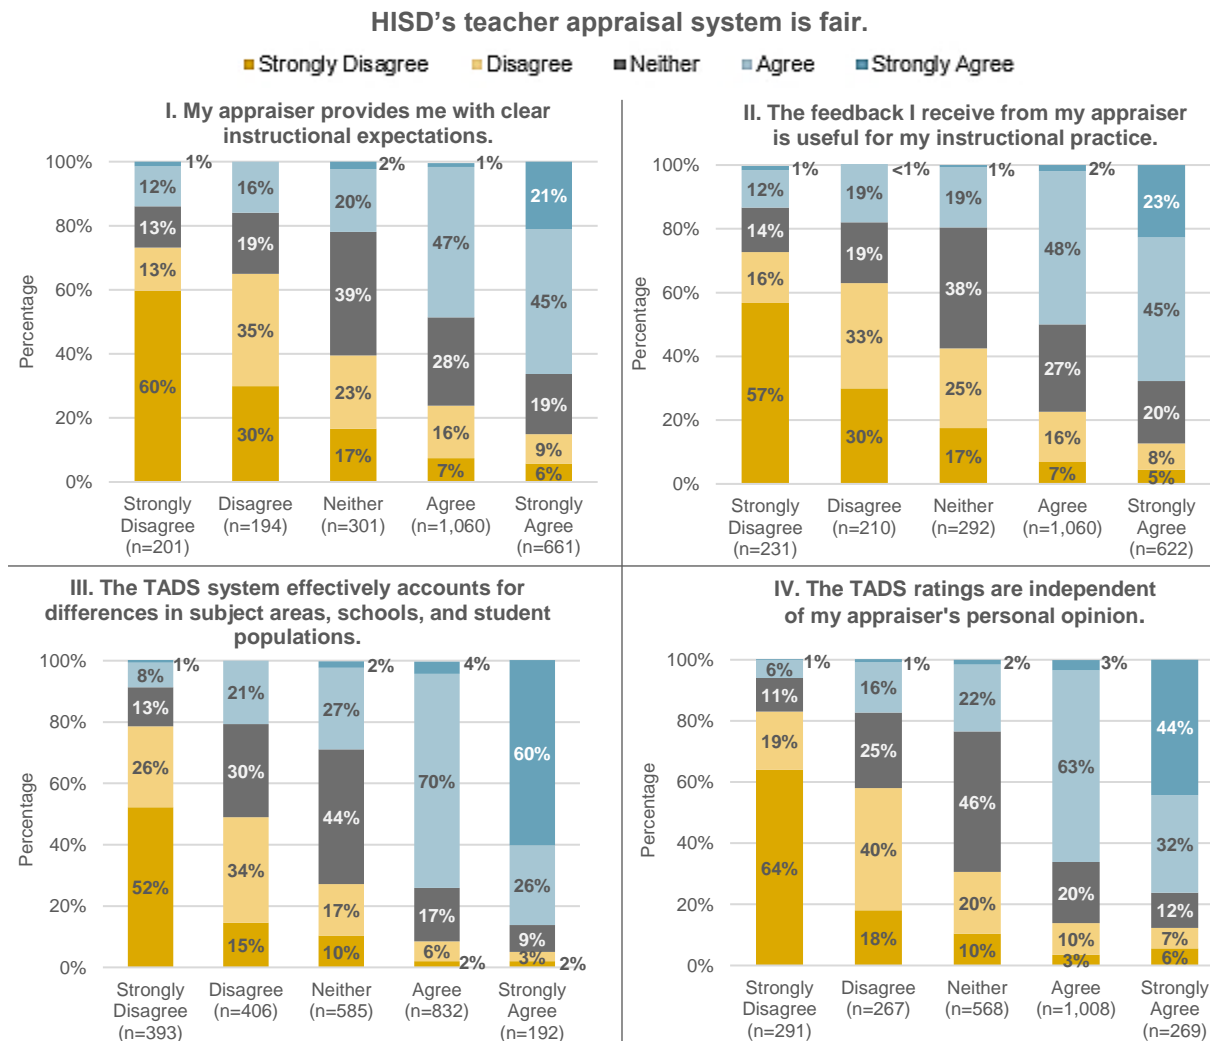 HISD's teacher appraisal system is fair.
Strongly Disagree Disagree Neither Agree Strongly Agree
I. My appraiser provides me with clear
instructional expectations.
Percentage
100%
80%
60%
40%
20%
0%
1%
12%
13%
13%
60%
16%
19%
35%
30%
2%
20%
39%
23%
17%
1%
47%
28%
16%
7%
21%
45%
19%
9%
6%
Strongly
Disagree
(n=201)
Disagree
(n=194)
Neither
(n=301)
Agree
(n=1,060)
Strongly
Agree
(n=661)
II. The feedback I receive from my appraiser
is useful for my instructional practice.
Percentage
100%
80%
60%
40%
20%
0%
1%
12%
14%
16%
57%
<1%
19%
19%
33%
30%
1%
19%
38%
25%
17%
2%
48%
27%
16%
7%
23%
45%
20%
8%
5%
Strongly
Disagree
(n=231)
Disagree
(n=210)
Neither
(n=292)
Agree
(n=1,060)
Strongly
Agree
(n=622)
III. The TADS system effectively accounts for
differences in subject areas, schools, and student
populations.
Percentage
100%
80%
60%
40%
20%
0%
1%
8%
13%
26%
52%
21%
30%
34%
15%
2%
27%
44%
17%
10%
4%
70%
17%
6%
2%
60%
26%
9%
3%
2%
Strongly
Disagree
(n=393)
Disagree
(n=406)
Neither
(n=585)
Agree
(n=832)
Strongly
Agree
(n=192)
IV. The TADS ratings are independent
of my appraiser's personal opinion.
Percentage
100%
80%
60%
40%
20%
0%
1%
6%
11%
19%
64%
1%
16%
25%
40%
18%
2%
22%
46%
20%
10%
3%
63%
20%
10%
3%
44%
32%
12%
7%
6%
Strongly
Disagree
(n=291)
Disagree
(n=267)
Neither
(n=568)
Agree
(n=1,008)
Strongly
Agree
(n=269)